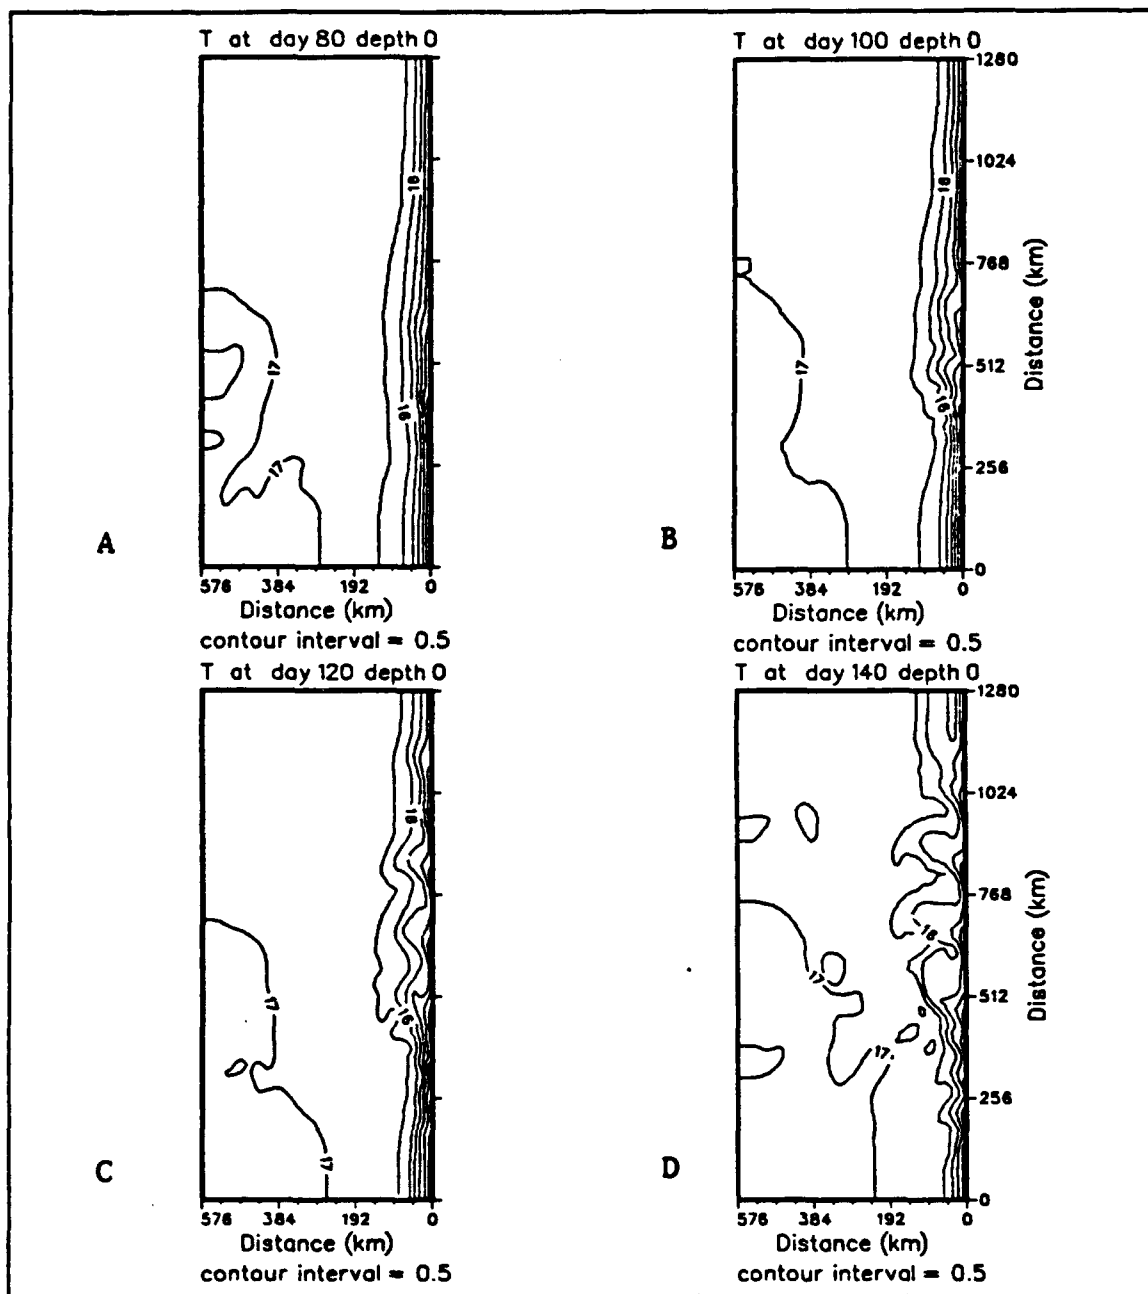 T at day 80 depth 0
16
17
16
17
A
576 384 192 0
Distance (km)
contour interval = 0.5
T at day 100 depth 0
1280
1024
768
512
256
0
Distance (km)
16
17
16
B
576 384 192 0
Distance (km)
contour interval = 0.5
T at day 120 depth 0
16
17
16
17
C
576 384 192 0
Distance (km)
contour interval = 0.5
T at day 140 depth 0
1280
1024
768
512
256
0
Distance (km)
16
17
17
D
576 384 192 0
Distance (km)
contour interval = 0.5